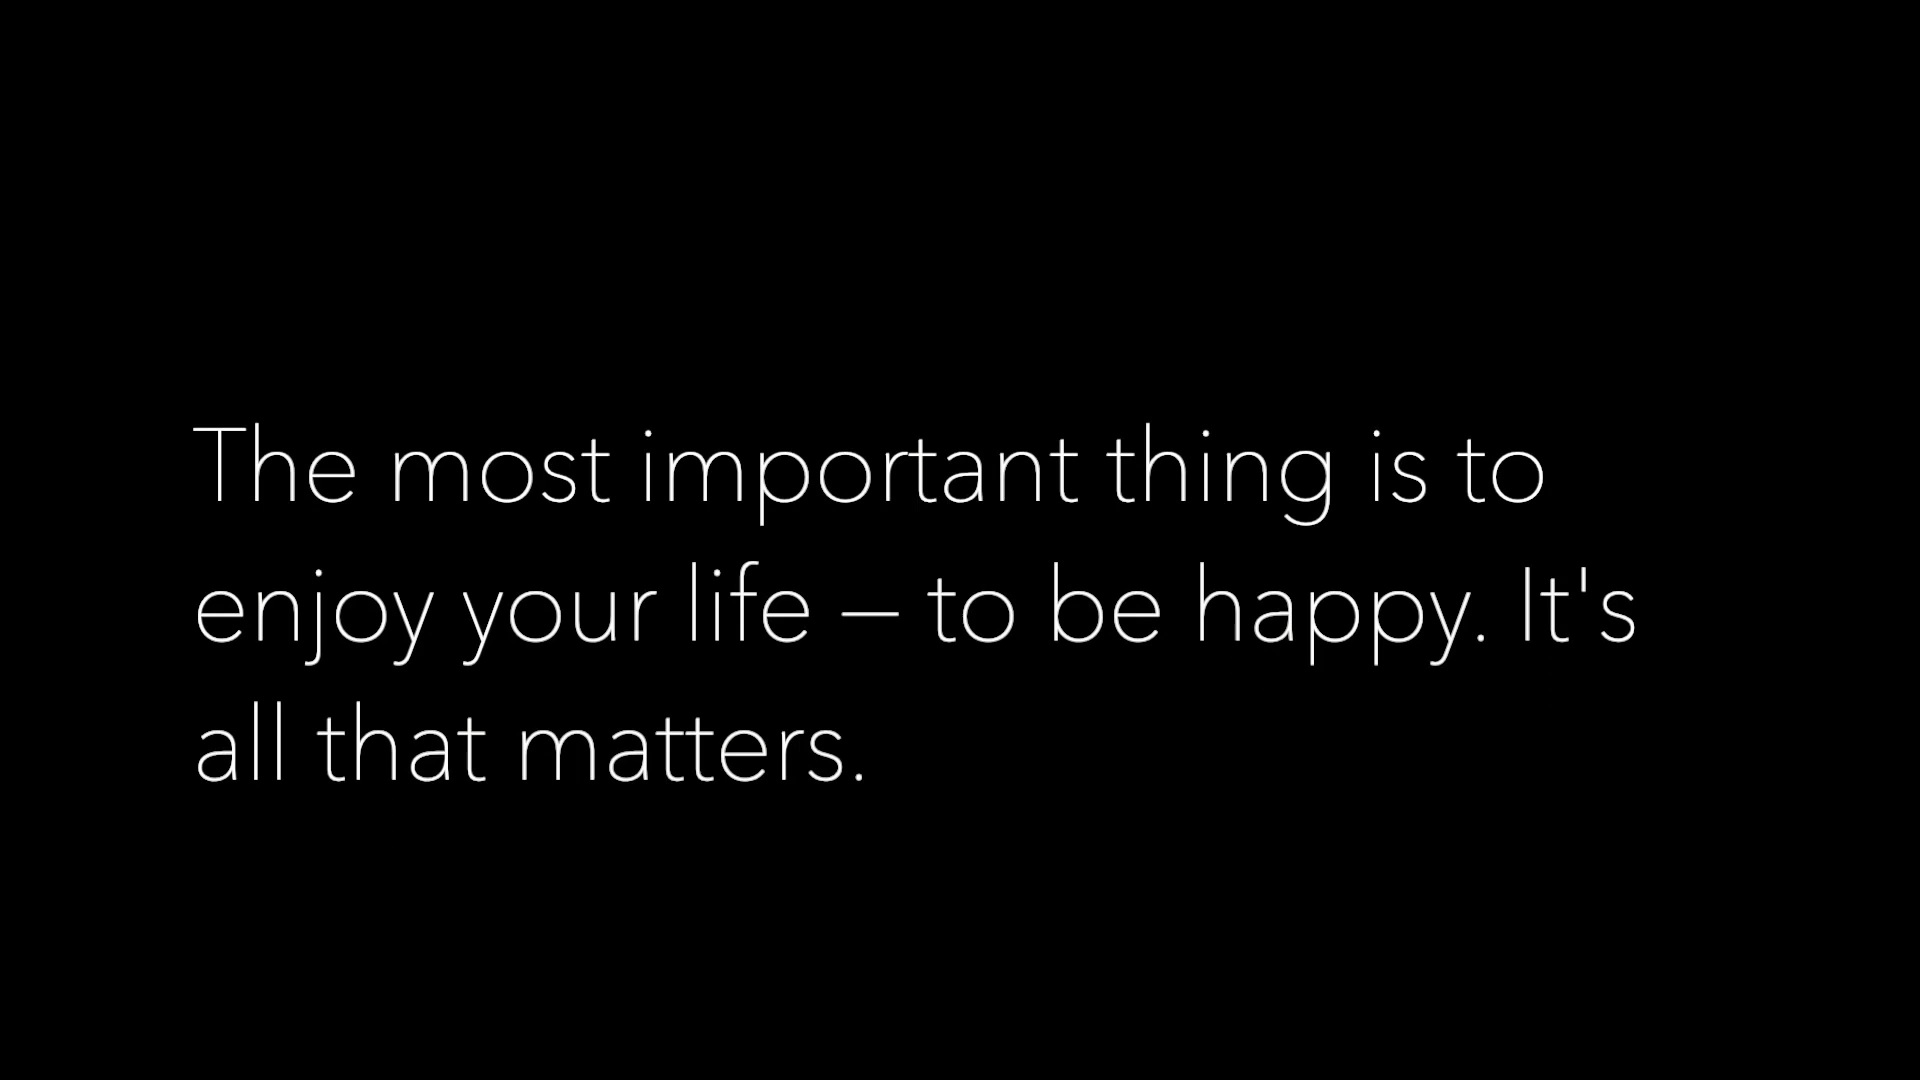 The most important thing is to
enjoy your life – to be happy. It's
all that matters.